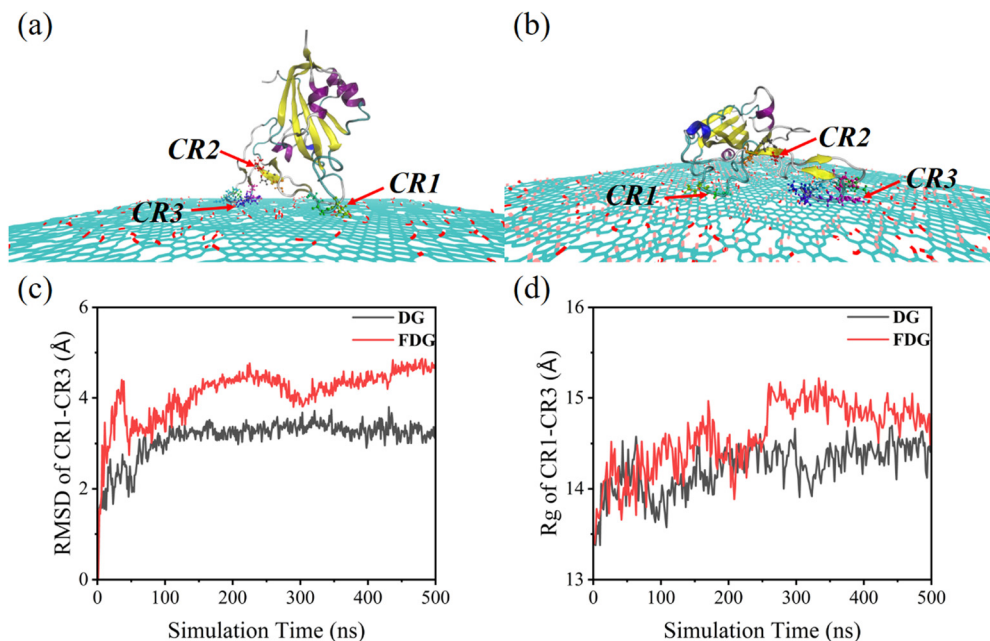 (a)
(b)
CR2
CR3
CR1
CR2
CR1
CR3
(c)
(d)
DG
FDG
RMSD of CR1-CR3 (Å)
6
4
2
0
0 100 200 300 400 500
Simulation Time (ns)
DG
FDG
Rg of CR1-CR3 (Å)
16
15
14
13
0 100 200 300 400 500
Simulation Time (ns)